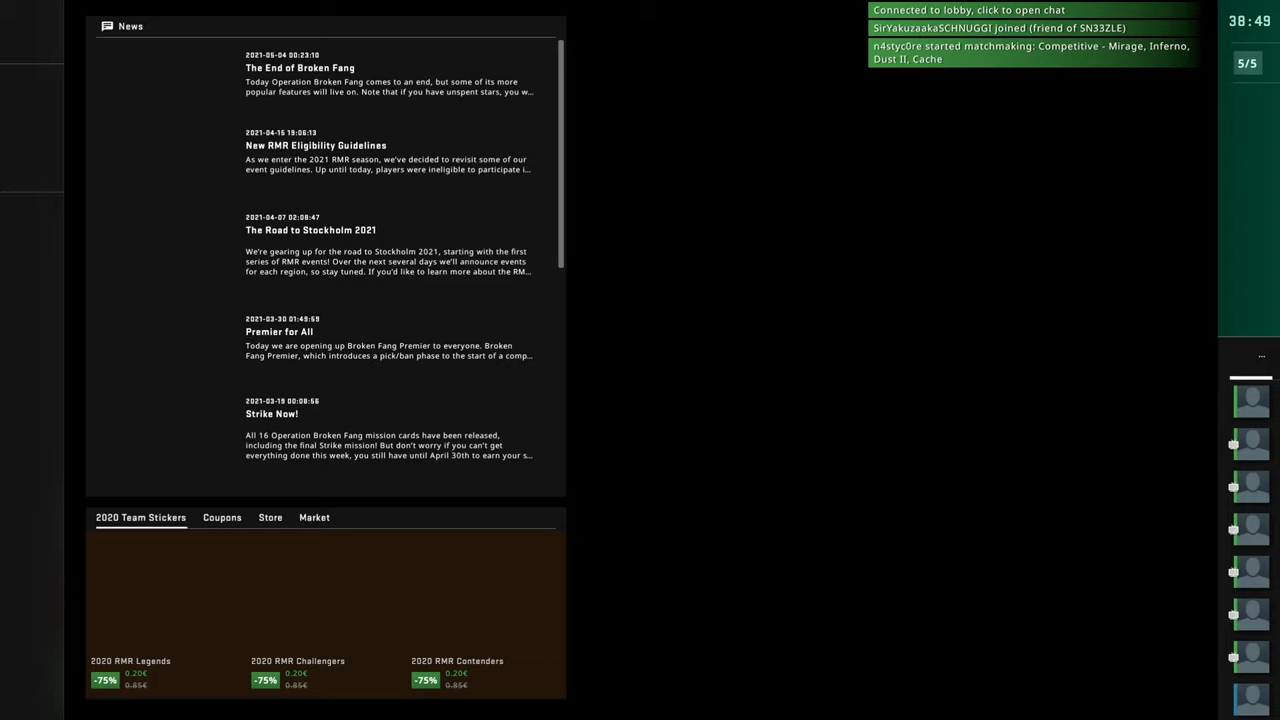 News
2021-05-04 00:23:10
The End of Broken Fang
Today Operation Broken Fang comes to an end, but some of its more
popular features will live on. Note that if you have unspent stars, you w...
2021-04-15 19:06:13
New RMR Eligibility Guidelines
As we enter the 2021 RMR season, we've decided to revisit some of our
event guidelines. Up until today, players were ineligible to participate i...
2021-04-07 02:08:47
The Road to Stockholm 2021
We're gearing up for the road to Stockholm 2021, starting with the first
series of RMR events! Over the next several days we'll announce events
for each region, so stay tuned. If you'd like to learn more about the RM...
2021-03-30 01:49:59
Premier for All
Today we are opening up Broken Fang Premier to everyone. Broken
Fang Premier, which introduces a pick/ban phase to the start of a comp...
2021-03-19 00:08:56
Strike Now!
All 16 Operation Broken Fang mission cards have been released,
including the final Strike mission! But don't worry if you can't get
everything done this week, you still have until April 30th to earn your s...
2020 Team Stickers Coupons Store Market
2020 RMR Legends 2020 RMR Challengers 2020 RMR Contenders
-75% 0.20€ -75% 0.20€ -75% 0.20€
0.85€ 0.85€ 0.85€
Connected to lobby, click to open chat
SirYakuzaakaSCHNUGGI joined (friend of SN33ZLE)
n4styc0re started matchmaking: Competitive - Mirage, Inferno,
Dust II, Cache
38:49
5/5
...